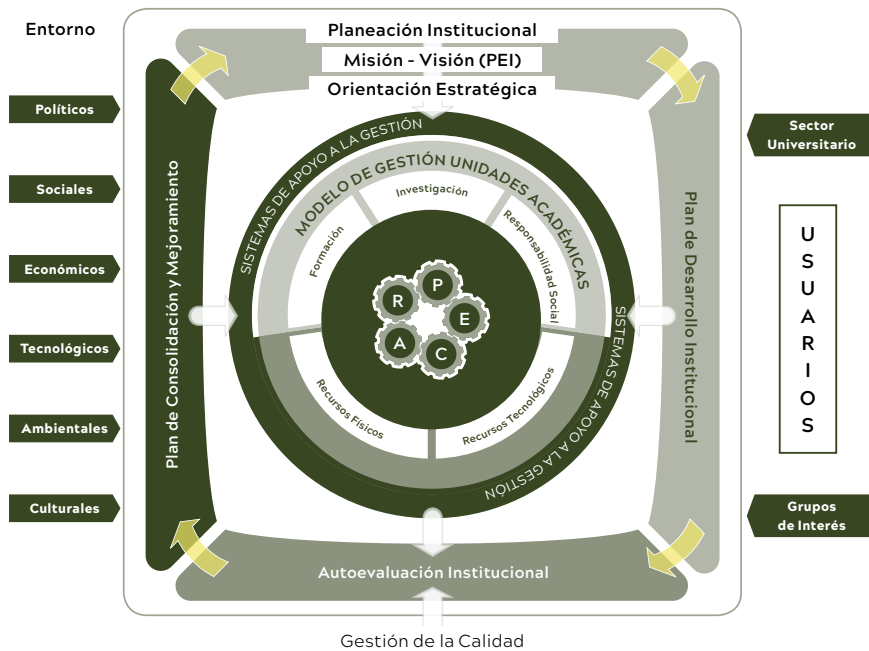 Entorno
Políticos
Sociales
Económicos
Tecnológicos
Ambientales
Culturales
Planeación Institucional
Misión - Visión (PEI)
Orientación Estratégica
Plan de Consolidación y Mejoramiento
SISTEMAS DE APOYO A LA GESTIÓN
MODELO DE GESTIÓN UNIDADES ACADÉMICAS
Formación
Investigación
Responsabilidad Social
R
P
E
A
C
Recursos Físicos
Recursos Tecnológicos
SISTEMAS DE APOYO A LA GESTIÓN
Plan de Desarrollo Institucional
Autoevaluación Institucional
Gestión de la Calidad
Sector
Universitario
USUARIOS
Grupos
de Interés